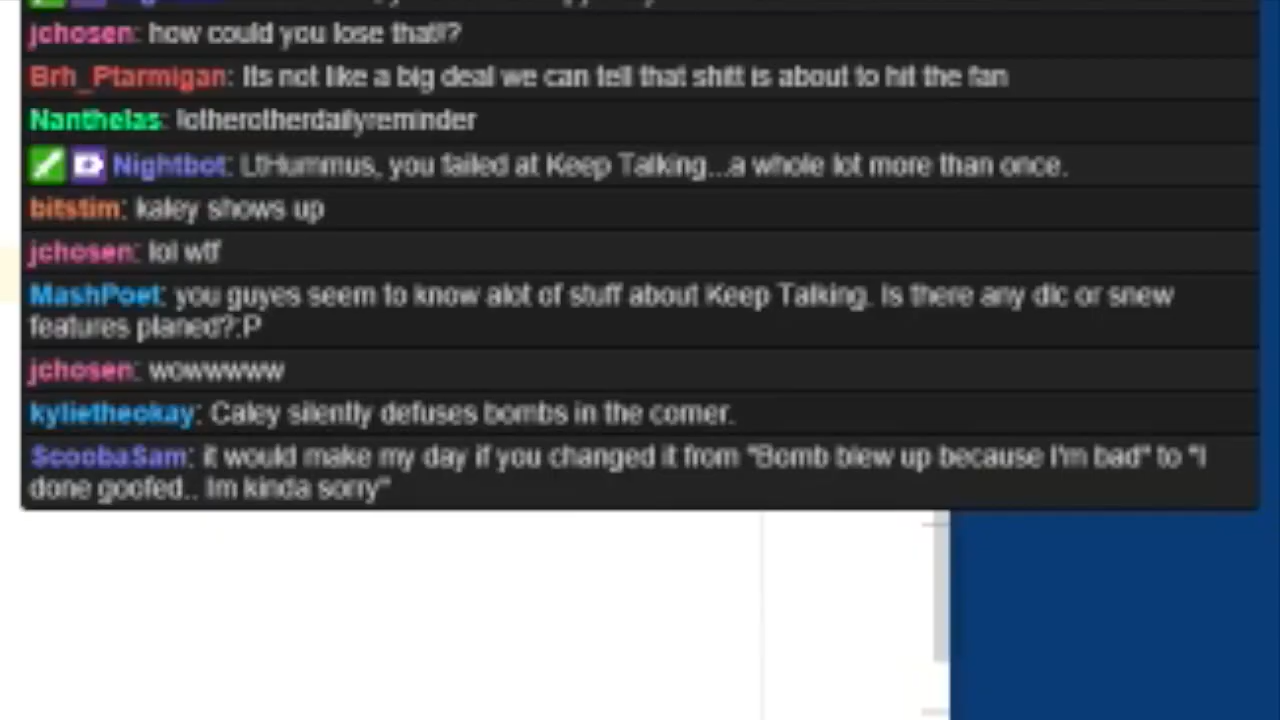 jchosen: how could you lose that!?
Brh_Ptarmigan: Its not like a big deal we can tell that shitt is about to hit the fan
Nanthelas: !otherotherdailyreminder
Nightbot: LtHummus, you failed at Keep Talking...a whole lot more than once.
bitstim: kaley shows up
jchosen: lol wtf
MashPoet: you guyes seem to know alot of stuff about Keep Talking. Is there any dlc or snew
features planed?:P
jchosen: wowwwww
kylietheokay: Caley silently defuses bombs in the corner.
ScoobaSam: it would make my day if you changed it from "Bomb blew up because I'm bad" to "I
done goofed.. Im kinda sorry"